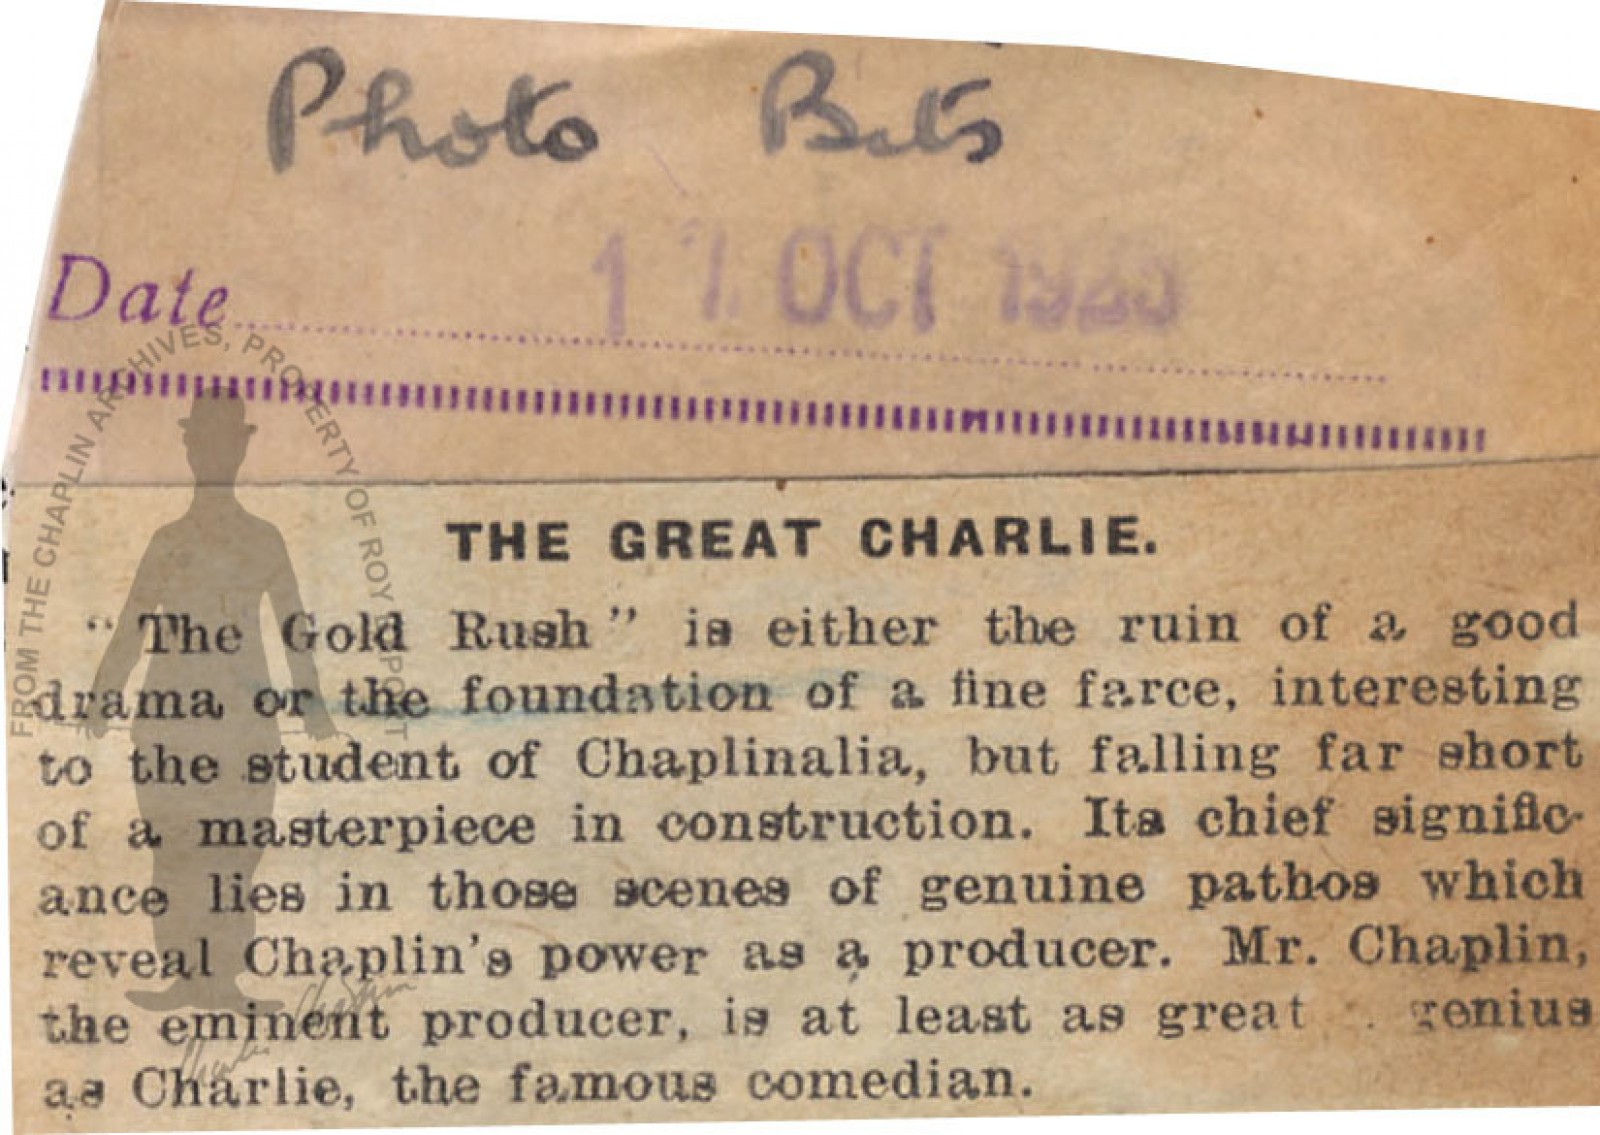 Photo Bits
Date 17 OCT
THE GREAT CHARLIE.
"The Gold Rush" is either the ruin of a good
drama or the foundation of a fine farce, interesting
to the student of Chaplinalia, but falling far short
of a masterpiece in construction. Its chief signific-
ance lies in those scenes of genuine pathos which
reveal Chaplin's power as a producer. Mr. Chaplin,
the eminent producer, is at least as great genius
as Charlie, the famous comedian.
FROM THE CHAPLIN ARCHIVES, PROPERTY OF ROY EXPORT